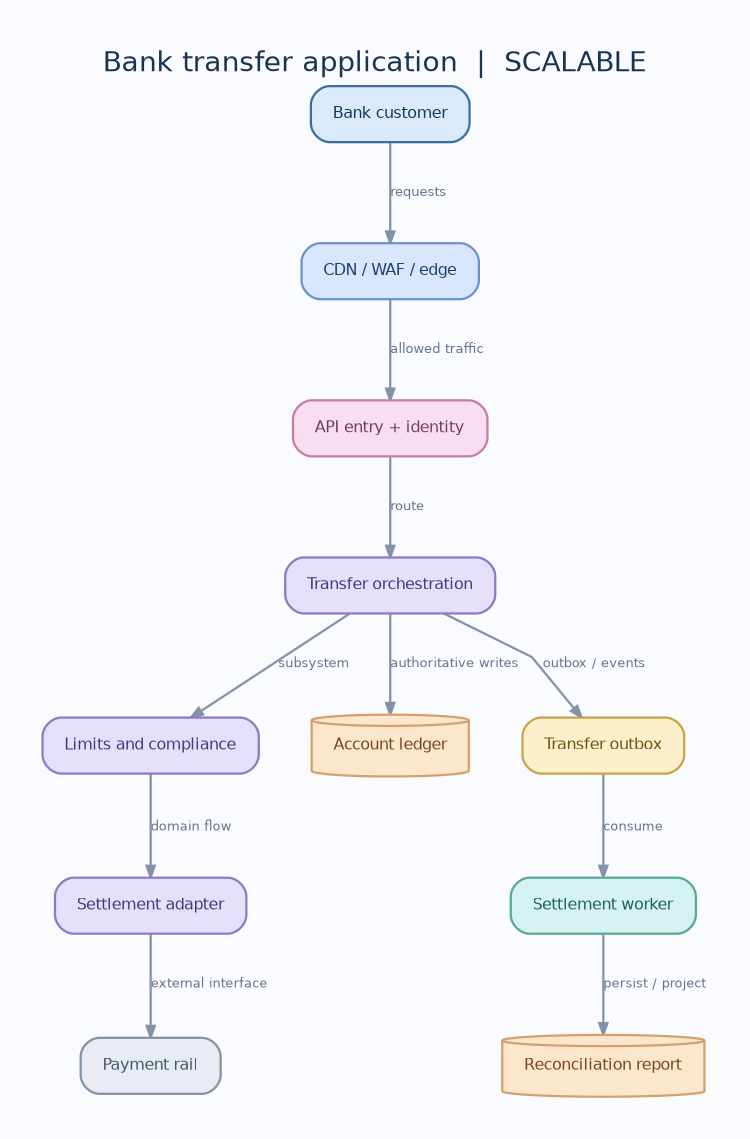 Bank transfer application | SCALABLE
Bank customer
requests
CDN / WAF / edge
allowed traffic
API entry + identity
route
Transfer orchestration
subsystem
authoritative writes
outbox / events
Limits and compliance
Account ledger
Transfer outbox
domain flow
consume
Settlement adapter
Settlement worker
external interface
persist / project
Payment rail
Reconciliation report